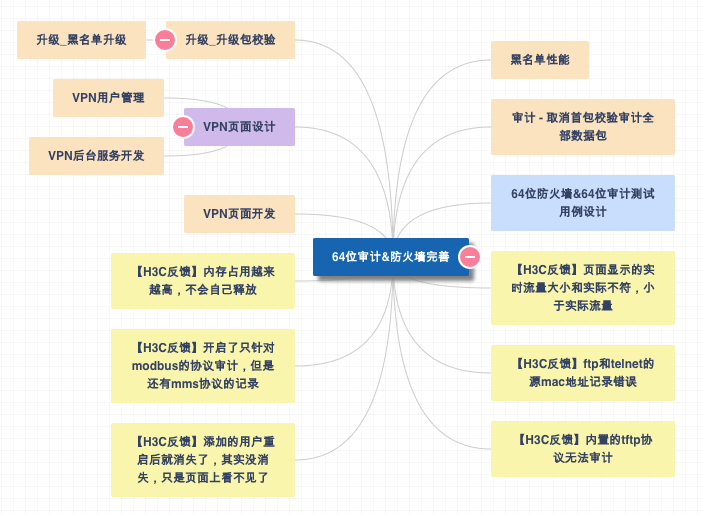 升级_黑名单升级
升级_升级包校验
VPN用户管理
VPN页面设计
VPN后台服务开发
VPN页面开发
【H3C反馈】内存占用越来
越高，不会自己释放
【H3C反馈】开启了只针对
modbus的协议审计，但是
还有mms协议的记录
【H3C反馈】添加的用户重
启后就消失了，其实没消
失，只是页面上看不见了
64位审计&防火墙完善
黑名单性能
审计 - 取消首包校验审计全
部数据包
64位防火墙&64位审计测试
用例设计
【H3C反馈】页面显示的实
时流量大小和实际不符，小
于实际流量
【H3C反馈】ftp和telnet的
源mac地址记录错误
【H3C反馈】内置的tftp协
议无法审计